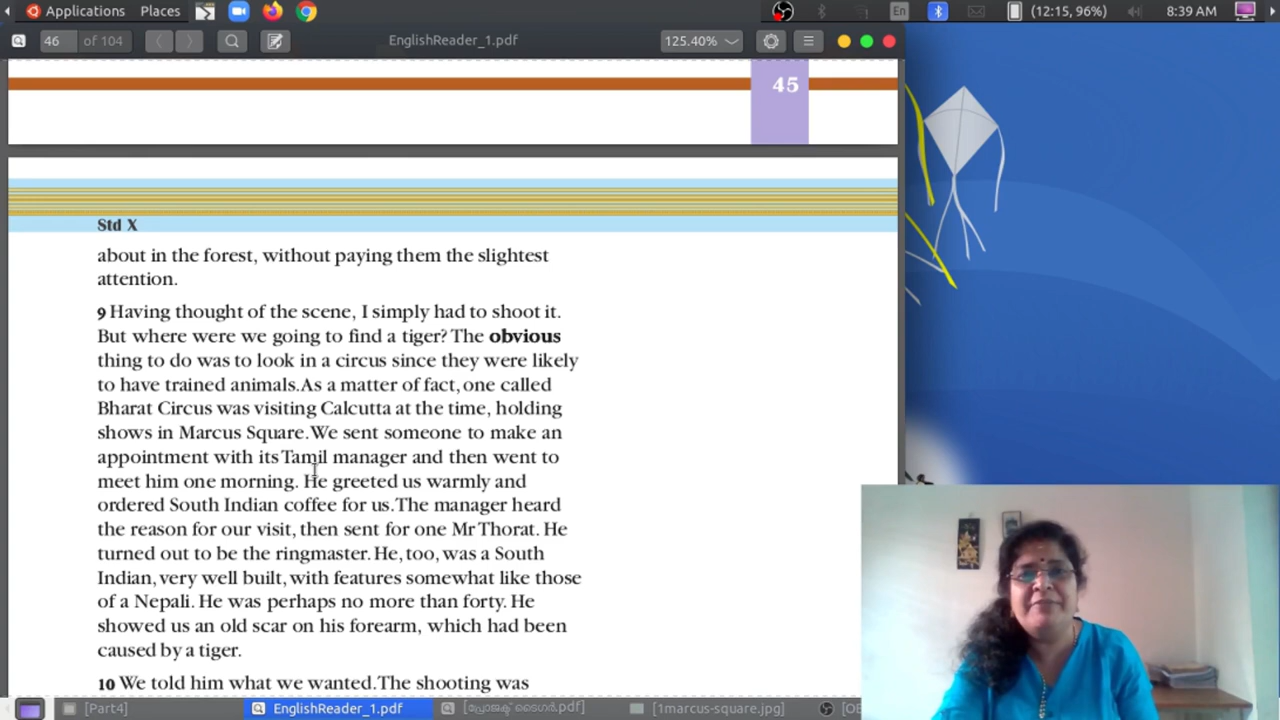 Applications Places En (12:15, 96%) 8:39 AM
46 of 104 EnglishReader_1.pdf 125.40%
45
Std X
about in the forest, without paying them the slightest
attention.
9 Having thought of the scene, I simply had to shoot it.
But where were we going to find a tiger? The obvious
thing to do was to look in a circus since they were likely
to have trained animals. As a matter of fact, one called
Bharat Circus was visiting Calcutta at the time, holding
shows in Marcus Square. We sent someone to make an
appointment with its Tamil manager and then went to
meet him one morning. He greeted us warmly and
ordered South Indian coffee for us. The manager heard
the reason for our visit, then sent for one Mr Thorat. He
turned out to be the ringmaster. He, too, was a South
Indian, very well built, with features somewhat like those
of a Nepali. He was perhaps no more than forty. He
showed us an old scar on his forearm, which had been
caused by a tiger.
10 We told him what we wanted. The shooting was
[Part4] EnglishReader_1.pdf [പ്രോജക്ട് ടൈഗർ.pdf] [1marcus-square.jpg] [OB